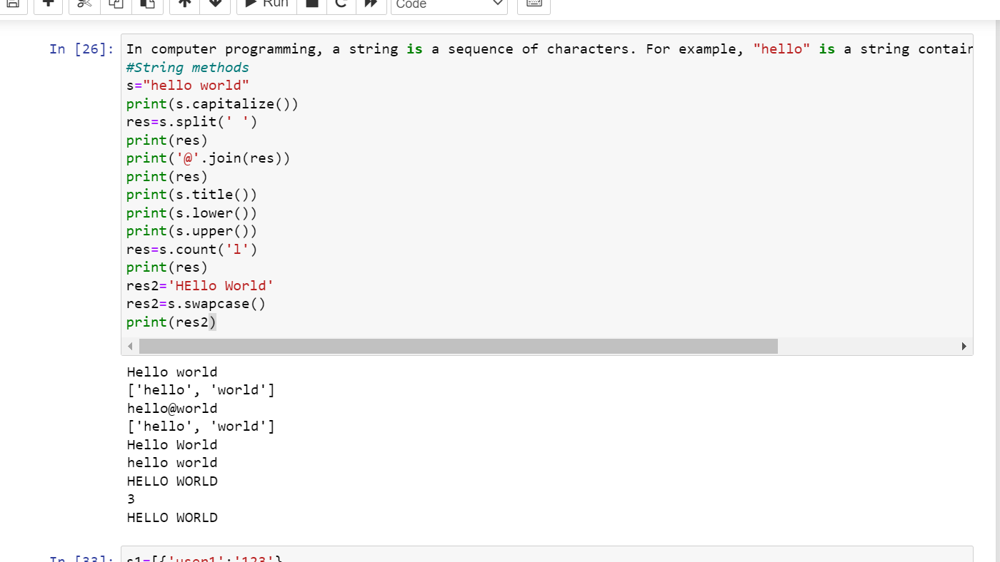 Run
Code
In [26]:
In computer programming, a string is a sequence of characters. For example, "hello" is a string contain
#String methods
s="hello world"
print(s.capitalize())
res=s.split(' ')
print(res)
print('@'.join(res))
print(res)
print(s.title())
print(s.lower())
print(s.upper())
res=s.count('l')
print(res)
res2='HEllo World'
res2=s.swapcase()
print(res2)
Hello world
['hello', 'world']
hello@world
['hello', 'world']
Hello World
hello world
HELLO WORLD
3
HELLO WORLD
In [33]:
s1=[{'user1':'123'}